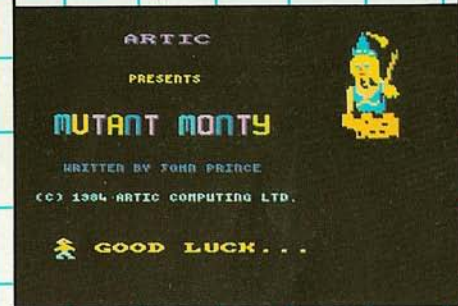 ARTIC
PRESENTS
MUTANT MONTY
WRITTEN BY JOHN PRINCE
(C) 1984 ARTIC COMPUTING LTD.
GOOD LUCK...